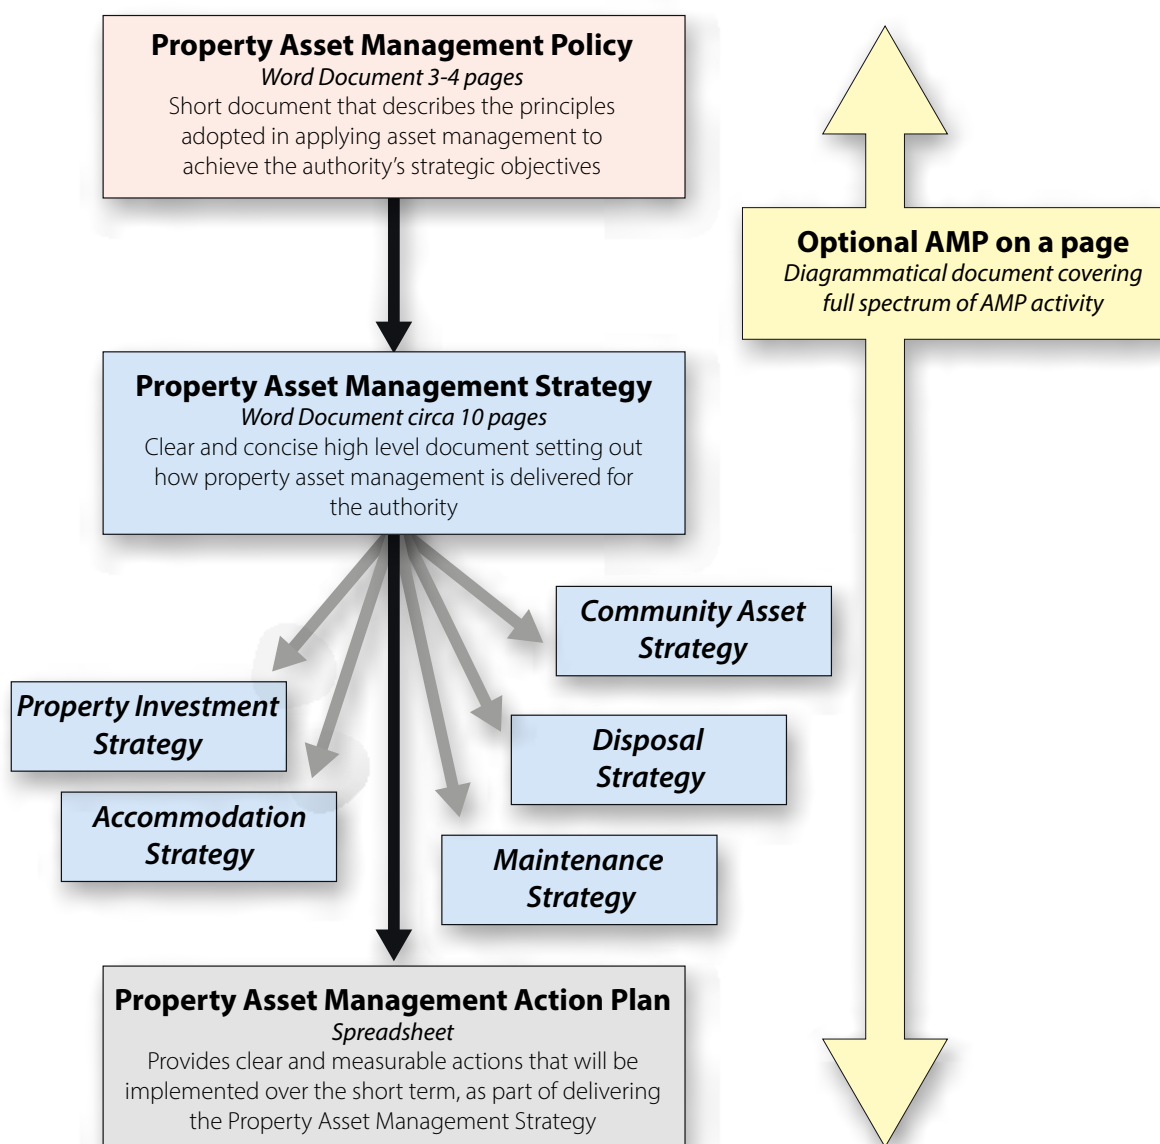 Property Asset Management Policy
Word Document 3-4 pages
Short document that describes the principles
adopted in applying asset management to
achieve the authority's strategic objectives
Optional AMP on a page
Diagrammatical document covering
full spectrum of AMP activity
Property Asset Management Strategy
Word Document circa 10 pages
Clear and concise high level document setting out
how property asset management is delivered for
the authority
Community Asset
Strategy
Property Investment
Strategy
Disposal
Strategy
Accommodation
Strategy
Maintenance
Strategy
Property Asset Management Action Plan
Spreadsheet
Provides clear and measurable actions that will be
implemented over the short term, as part of delivering
the Property Asset Management Strategy